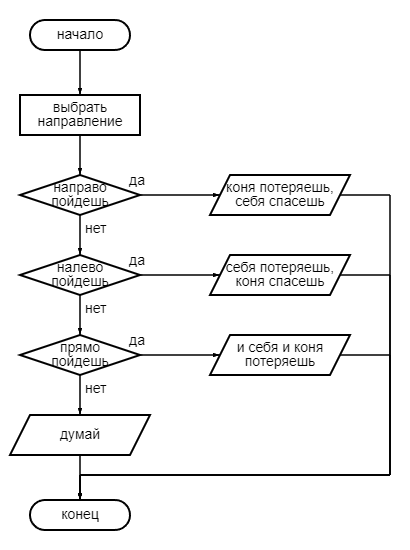 начало
выбрать
направление
направо
пойдешь
да
коня потеряешь,
себя спасешь
нет
налево
пойдешь
да
себя потеряешь,
коня спасешь
нет
прямо
пойдешь
да
и себя и коня
потеряешь
нет
думай
конец